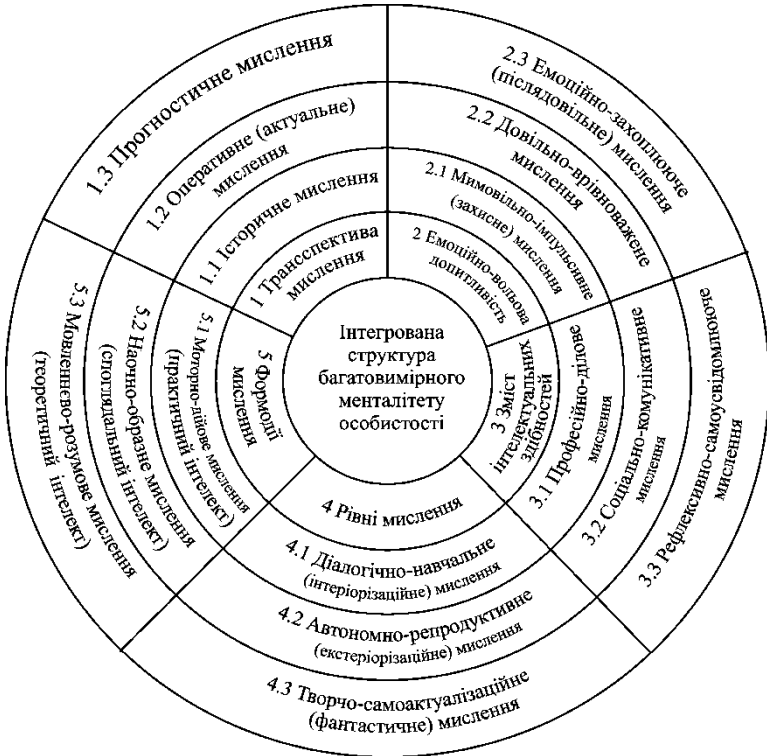 Інтегрована
структура
багатовимірного
менталітету
особистості
1 Трансспектива
мислення
1.1 Історичне мислення
1.2 Оперативне (актуальне)
мислення
1.3 Прогностичне мислення
2 Емоційно-вольова
допитливість
2.1 Мимовільно-імпульсивне
(захисне) мислення
2.2 Довільно-врівноважене
мислення
2.3 Емоційно-захоплююче
(післядовільне) мислення
3 Зміст
інтелектуальних
здібностей
3.1 Професійно-ділове
мислення
3.2 Соціально-комунікативне
мислення
3.3 Рефлексивно-самоусвідомлююче
мислення
4 Рівні мислення
4.1 Діалогічно-навчальне
(інтеріорізаційне) мислення
4.2 Автономно-репродуктивне
(екстеріорізаційне) мислення
4.3 Творчо-самоактуалізаційне
(фантастичне) мислення
5 Формодії
мислення
5.1 Моторно-дійове мислення
(практичний інтелект)
5.2 Наочно-образне мислення
(споглядальний інтелект)
5.3 Мовленнєво-розумове мислення
(теоретичний інтелект)